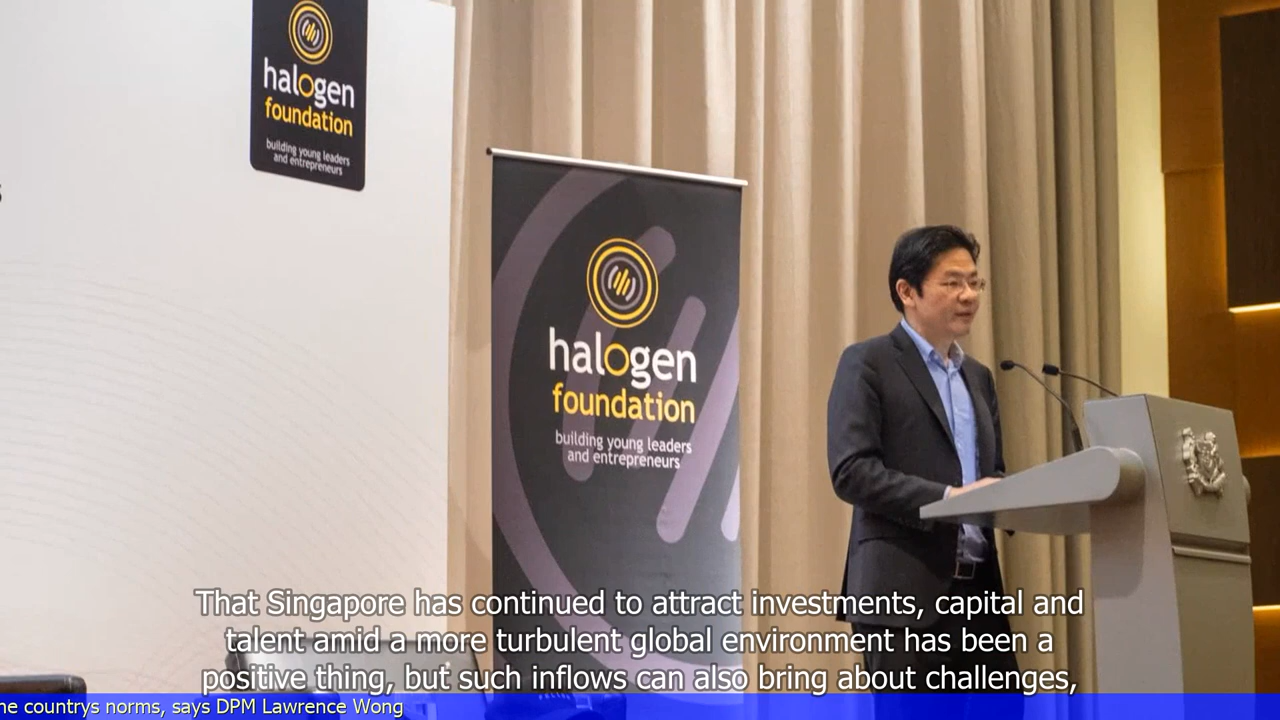 halogen
foundation
building young leaders
and entrepreneurs
halogen
foundation
building young leaders
and entrepreneurs
That Singapore has continued to attract investments, capital and
talent amid a more turbulent global environment has been a
positive thing, but such inflows can also bring about challenges,
countrys norms, says DPM Lawrence Wong